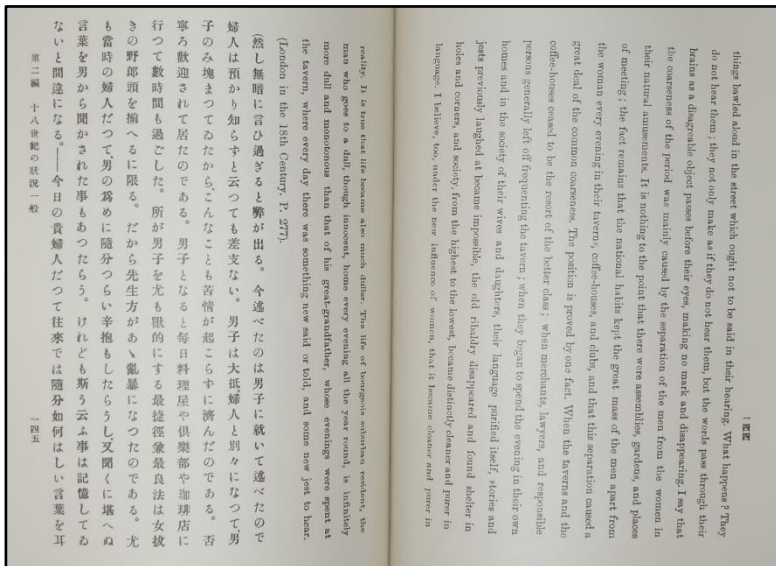 一四四
things bawled aloud in the street which ought not to be said in their hearing. What happens? They
do not hear them; they not only make as if they do not hear them, but the words pass through their
brains as a disagreable object passes before their eyes, making no mark and disappearing. I say that
the coarseness of the period was mainly caused by the separation of the men from the women in
their natural amusements. It is nothing to the point that there were assemblies, gardens, and places
of meeting; the fact remains that the national habits kept the great mass of the men apart from
the woman every evening in their taverns, coffee-houses, and clubs, and that this separation caused a
great doal of the common coarseness. The position is proved by one fact. When the taverns and the
coffee-houses ceased to be the resort of the better class; when merchants, lawyers, and responsible
persons generally left off frequenting the tavern; when they began to spend the evening in their own
homes and in the society of their wives and daughters, their language purified itself, stories and
jests previously laughed at became impossible, the old ribaldry disappeared and found shelter in
holes and corners, and society, from the highest to the lowest, became distinctly cleaner and purer in
language. I believe, too, under the new influence of women, that it became cleaner and purer in
reality. It is true that life became also much duller. The life of bourgeois suburban resident, the
man who goes to a dull, though innocent, home every evening all the year round, is infinitely
more dull and monotonous than that of his great-grandfather, whose evenings were spent at
the tavern, where every day there was something new said or told, and some new jest to hear.
(London in the 18th Century. P. 277).
(然し無暗に言ひ過ぎると弊が出る。今述べたのは男子に就いて述べたので
婦人は預かり知らずと云つても差支ない。男子は大抵婦人と別々になつて、男
子のみ塊まつてゐたから、こんなことも苦情が起こらずに濟んだのである。否
寧ろ歡迎されて居たのである。男子となると每日料理屋や俱樂部や珈琲店に
行つて數時間も過ごした。所が男子を尤も獸的にする最捷徑兼最良法は女拔
きの野郎頭を揃へるに限る。だから先生方があゝ亂暴になつたのである。尤
も當時の婦人だつて、男の爲めに隨分つらい辛抱もしたらうし、又聞くに堪へぬ
言葉を男から聞かされた事もあつたらう。けれども斯う云ふ事は記憶してゐ
ないと間違になる。――今日の貴婦人だつて往來では隨分如何はしい言葉を耳
第二編 十八世紀の狀況一般
一四五